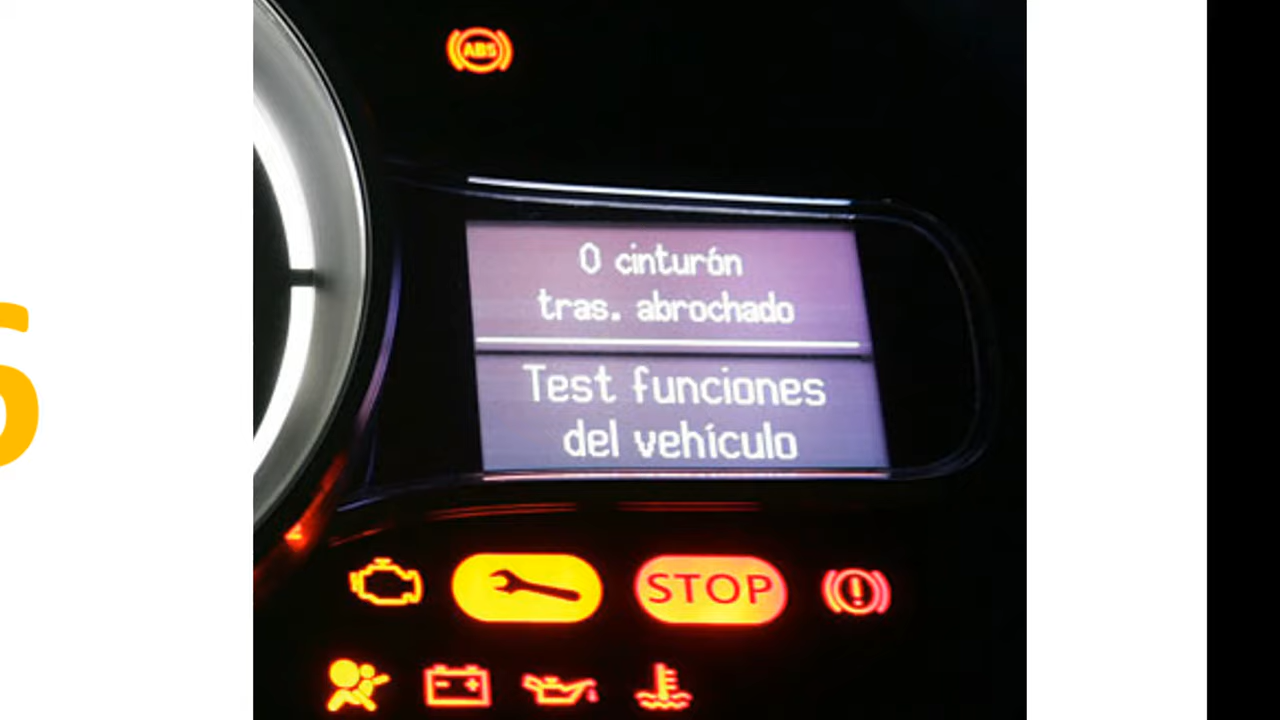 ABS
0 cinturón
tras. abrochado
Test funciones
del vehículo
STOP